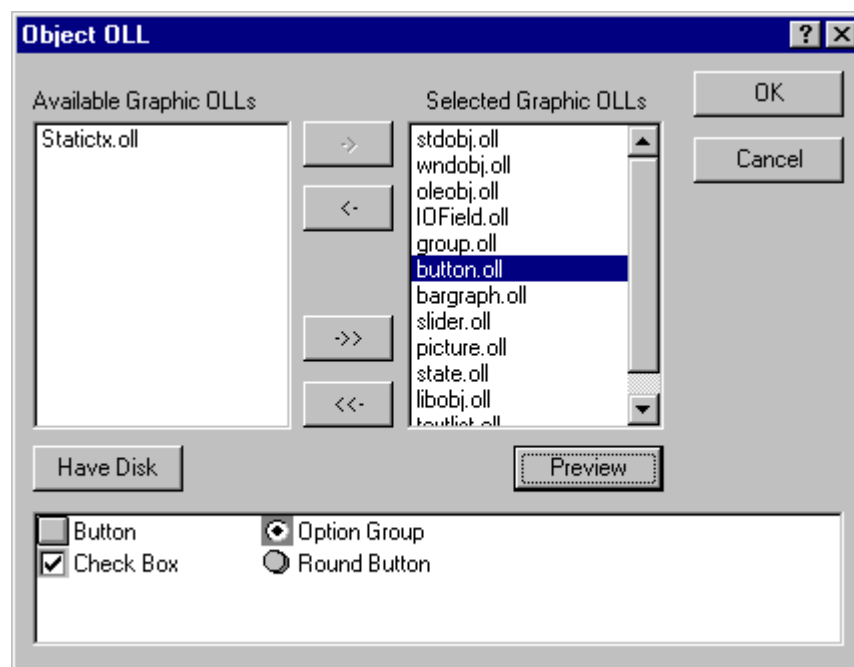 Object OLL
Available Graphic OLLs
Selected Graphic OLLs
OK
Cancel
Statictx.oll
->
<-
->>
<<-
stdobj.oll
wndobj.oll
oleobj.oll
IOField.oll
group.oll
button.oll
bargraph.oll
slider.oll
picture.oll
state.oll
libobj.oll
Have Disk
Preview
Button
Option Group
Check Box
Round Button